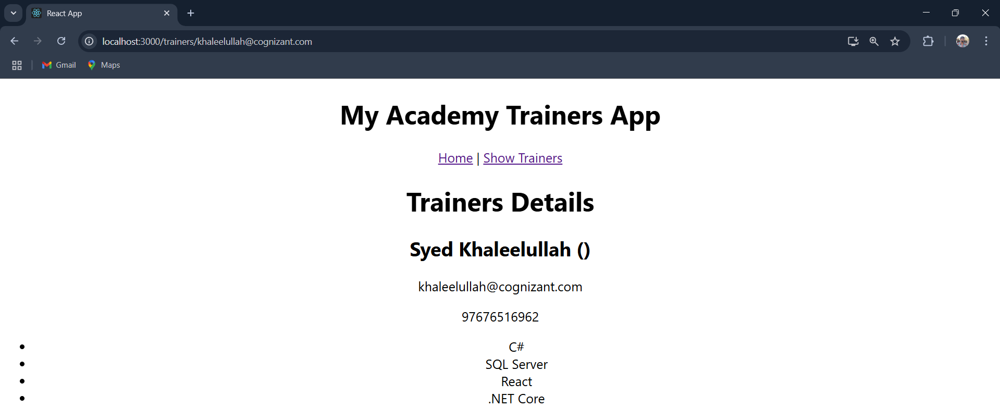 React App
localhost:3000/trainers/khaleelullah@cognizant.com
Gmail Maps
My Academy Trainers App
Home | Show Trainers
Trainers Details
Syed Khaleelullah ()
khaleelullah@cognizant.com
97676516962
• C#
• SQL Server
• React
• .NET Core